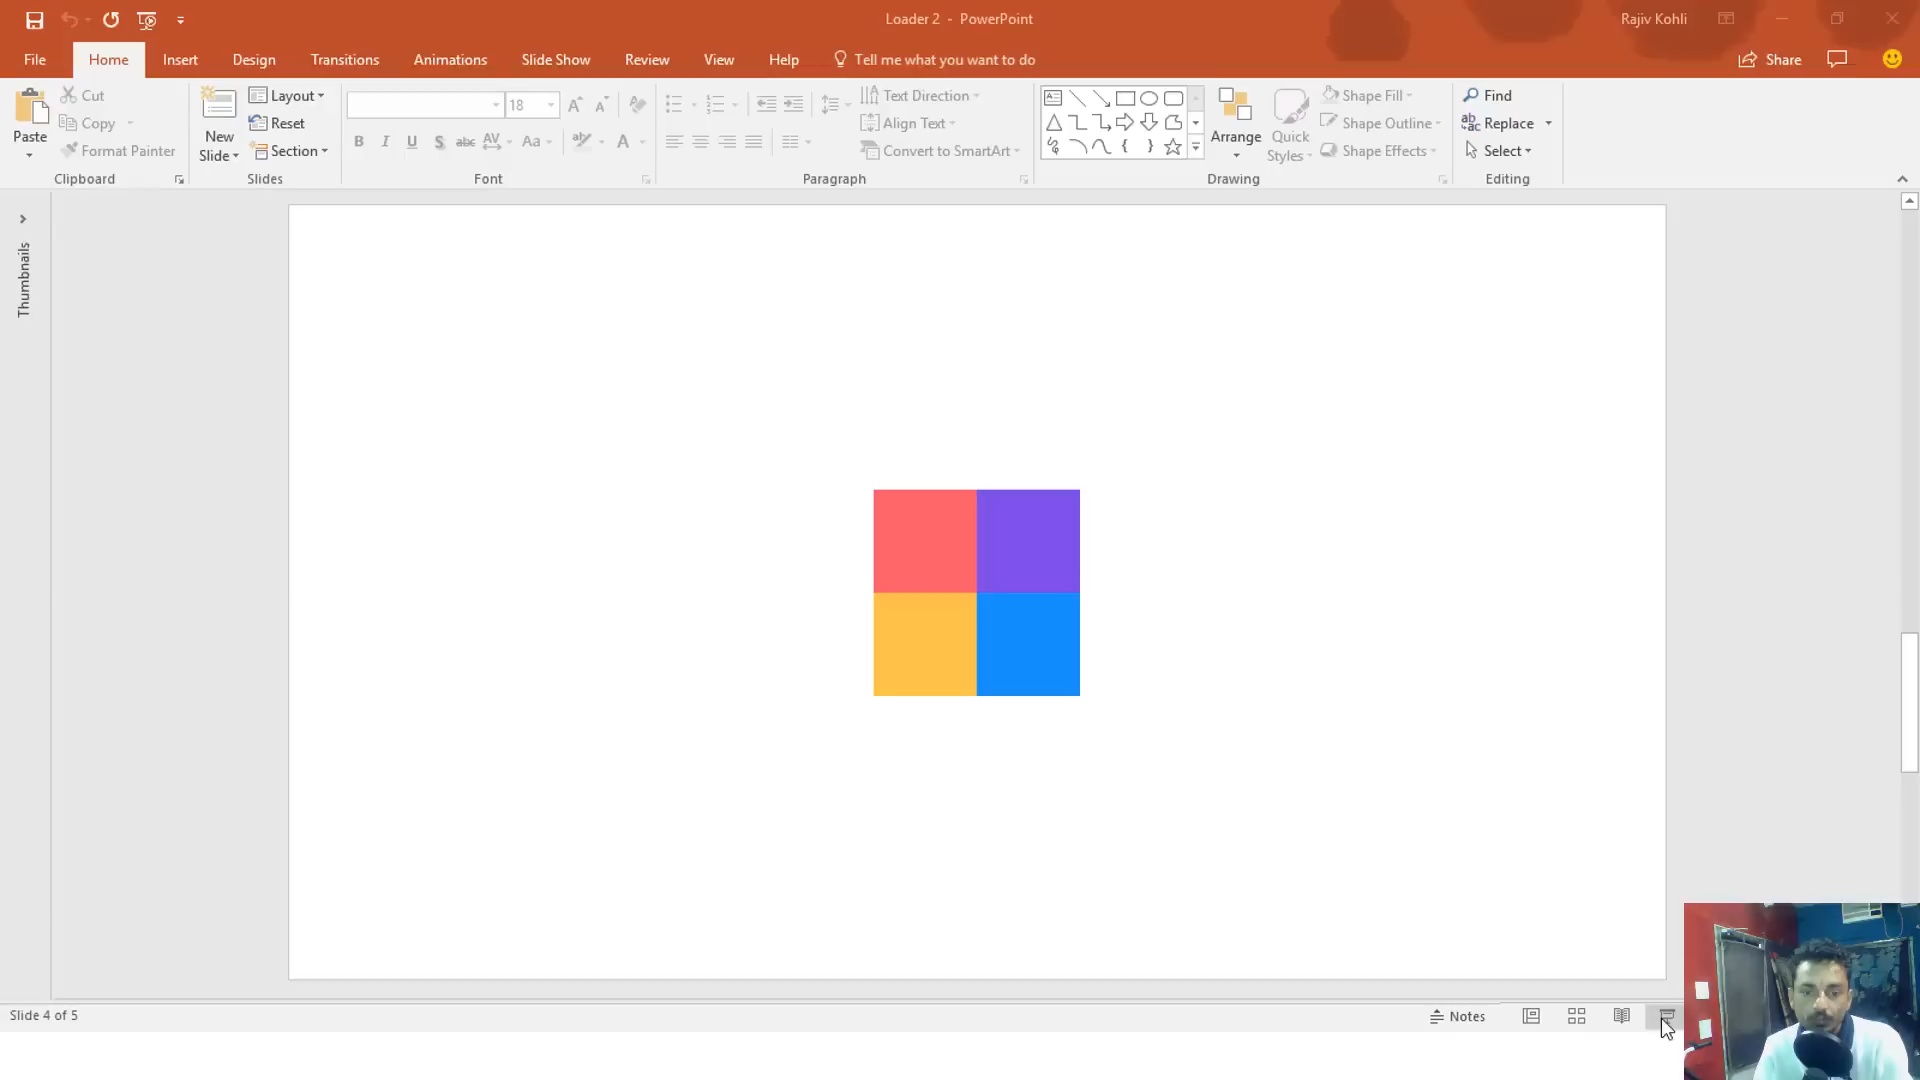 Loader 2 - PowerPoint
Rajiv Kohli
File Home Insert Design Transitions Animations Slide Show Review View Help Tell me what you want to do Share
Paste
Cut
Copy
Format Painter
Clipboard
New Slide
Layout
Reset
Section
Slides
18
B I U S abc AV Aa A
Font
Text Direction
Align Text
Convert to SmartArt
Paragraph
Arrange
Quick Styles
Shape Fill
Shape Outline
Shape Effects
Drawing
Find
Replace
Select
Editing
Thumbnails
Slide 4 of 5
Notes